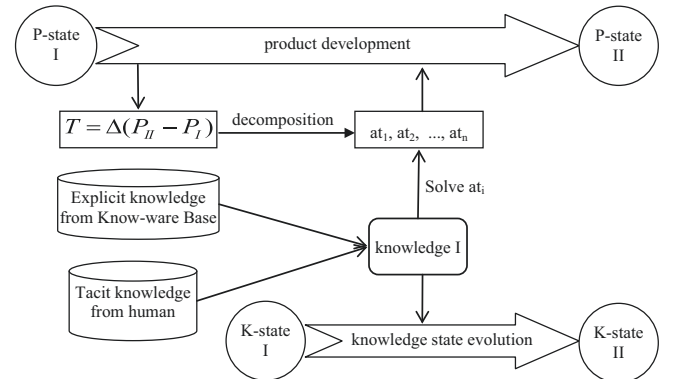 P-state
I
product development
P-state
II
T = Δ(P_II − P_I)
decomposition
at₁, at₂, ..., atₙ
Explicit knowledge
from Know-ware Base
Solve atᵢ
knowledge I
Tacit knowledge
from human
K-state
I
knowledge state evolution
K-state
II